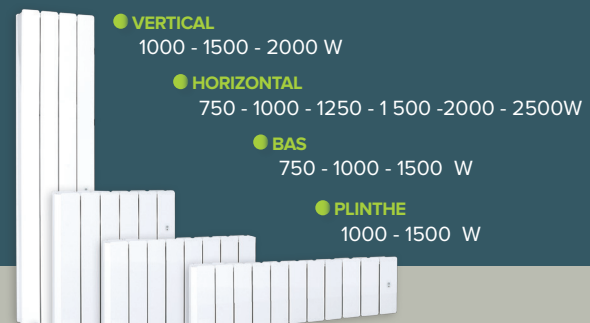 VERTICAL
1000 - 1500 - 2000 W
HORIZONTAL
750 - 1000 - 1250 - 1 500 -2000 - 2500W
BAS
750 - 1000 - 1500 W
PLINTHE
1000 - 1500 W